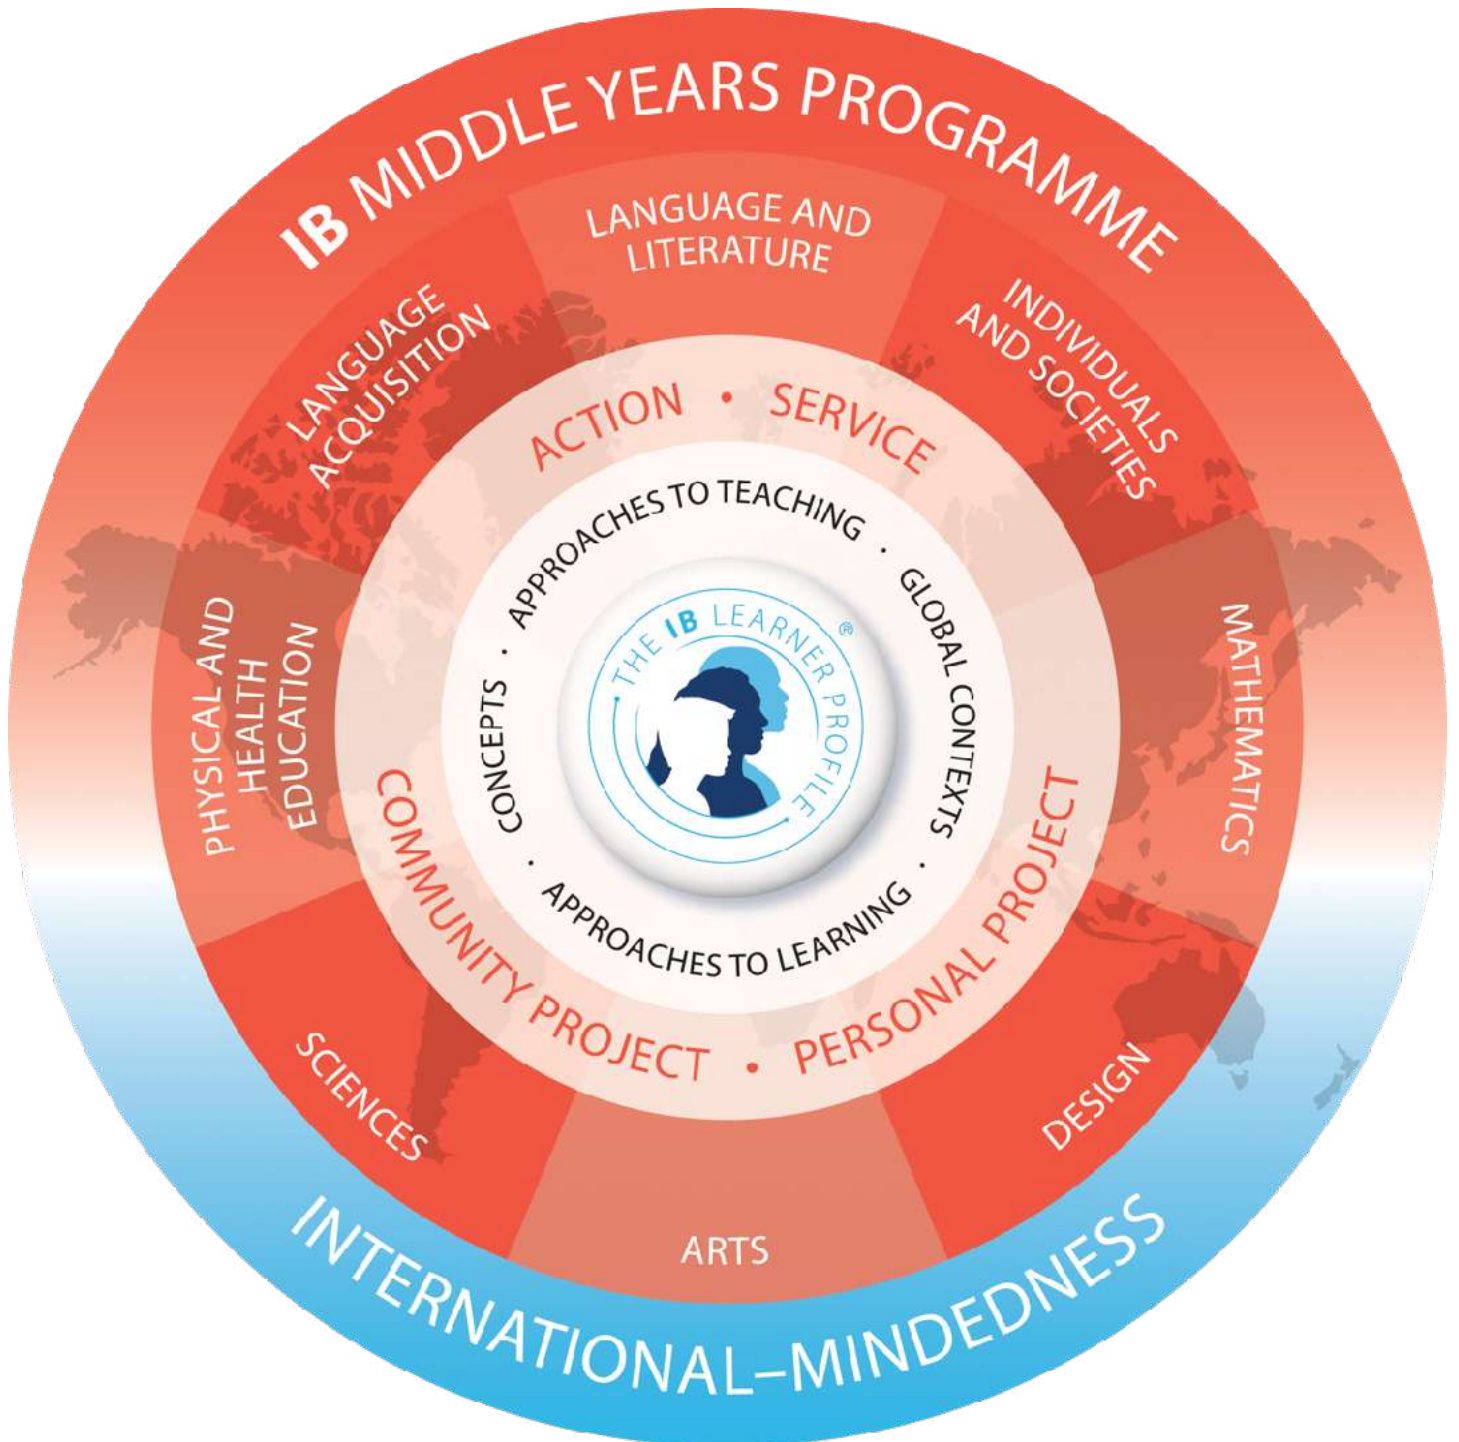 IB MIDDLE YEARS PROGRAMME
LANGUAGE AND
LITERATURE
INDIVIDUALS
AND SOCIETIES
MATHEMATICS
DESIGN
ARTS
SCIENCES
PHYSICAL AND
HEALTH
EDUCATION
LANGUAGE
ACQUISITION
ACTION • SERVICE
PERSONAL PROJECT
•
COMMUNITY PROJECT
APPROACHES TO TEACHING • GLOBAL CONTEXTS •
APPROACHES TO LEARNING •
CONCEPTS •
THE IB LEARNER PROFILE ®
INTERNATIONAL–MINDEDNESS